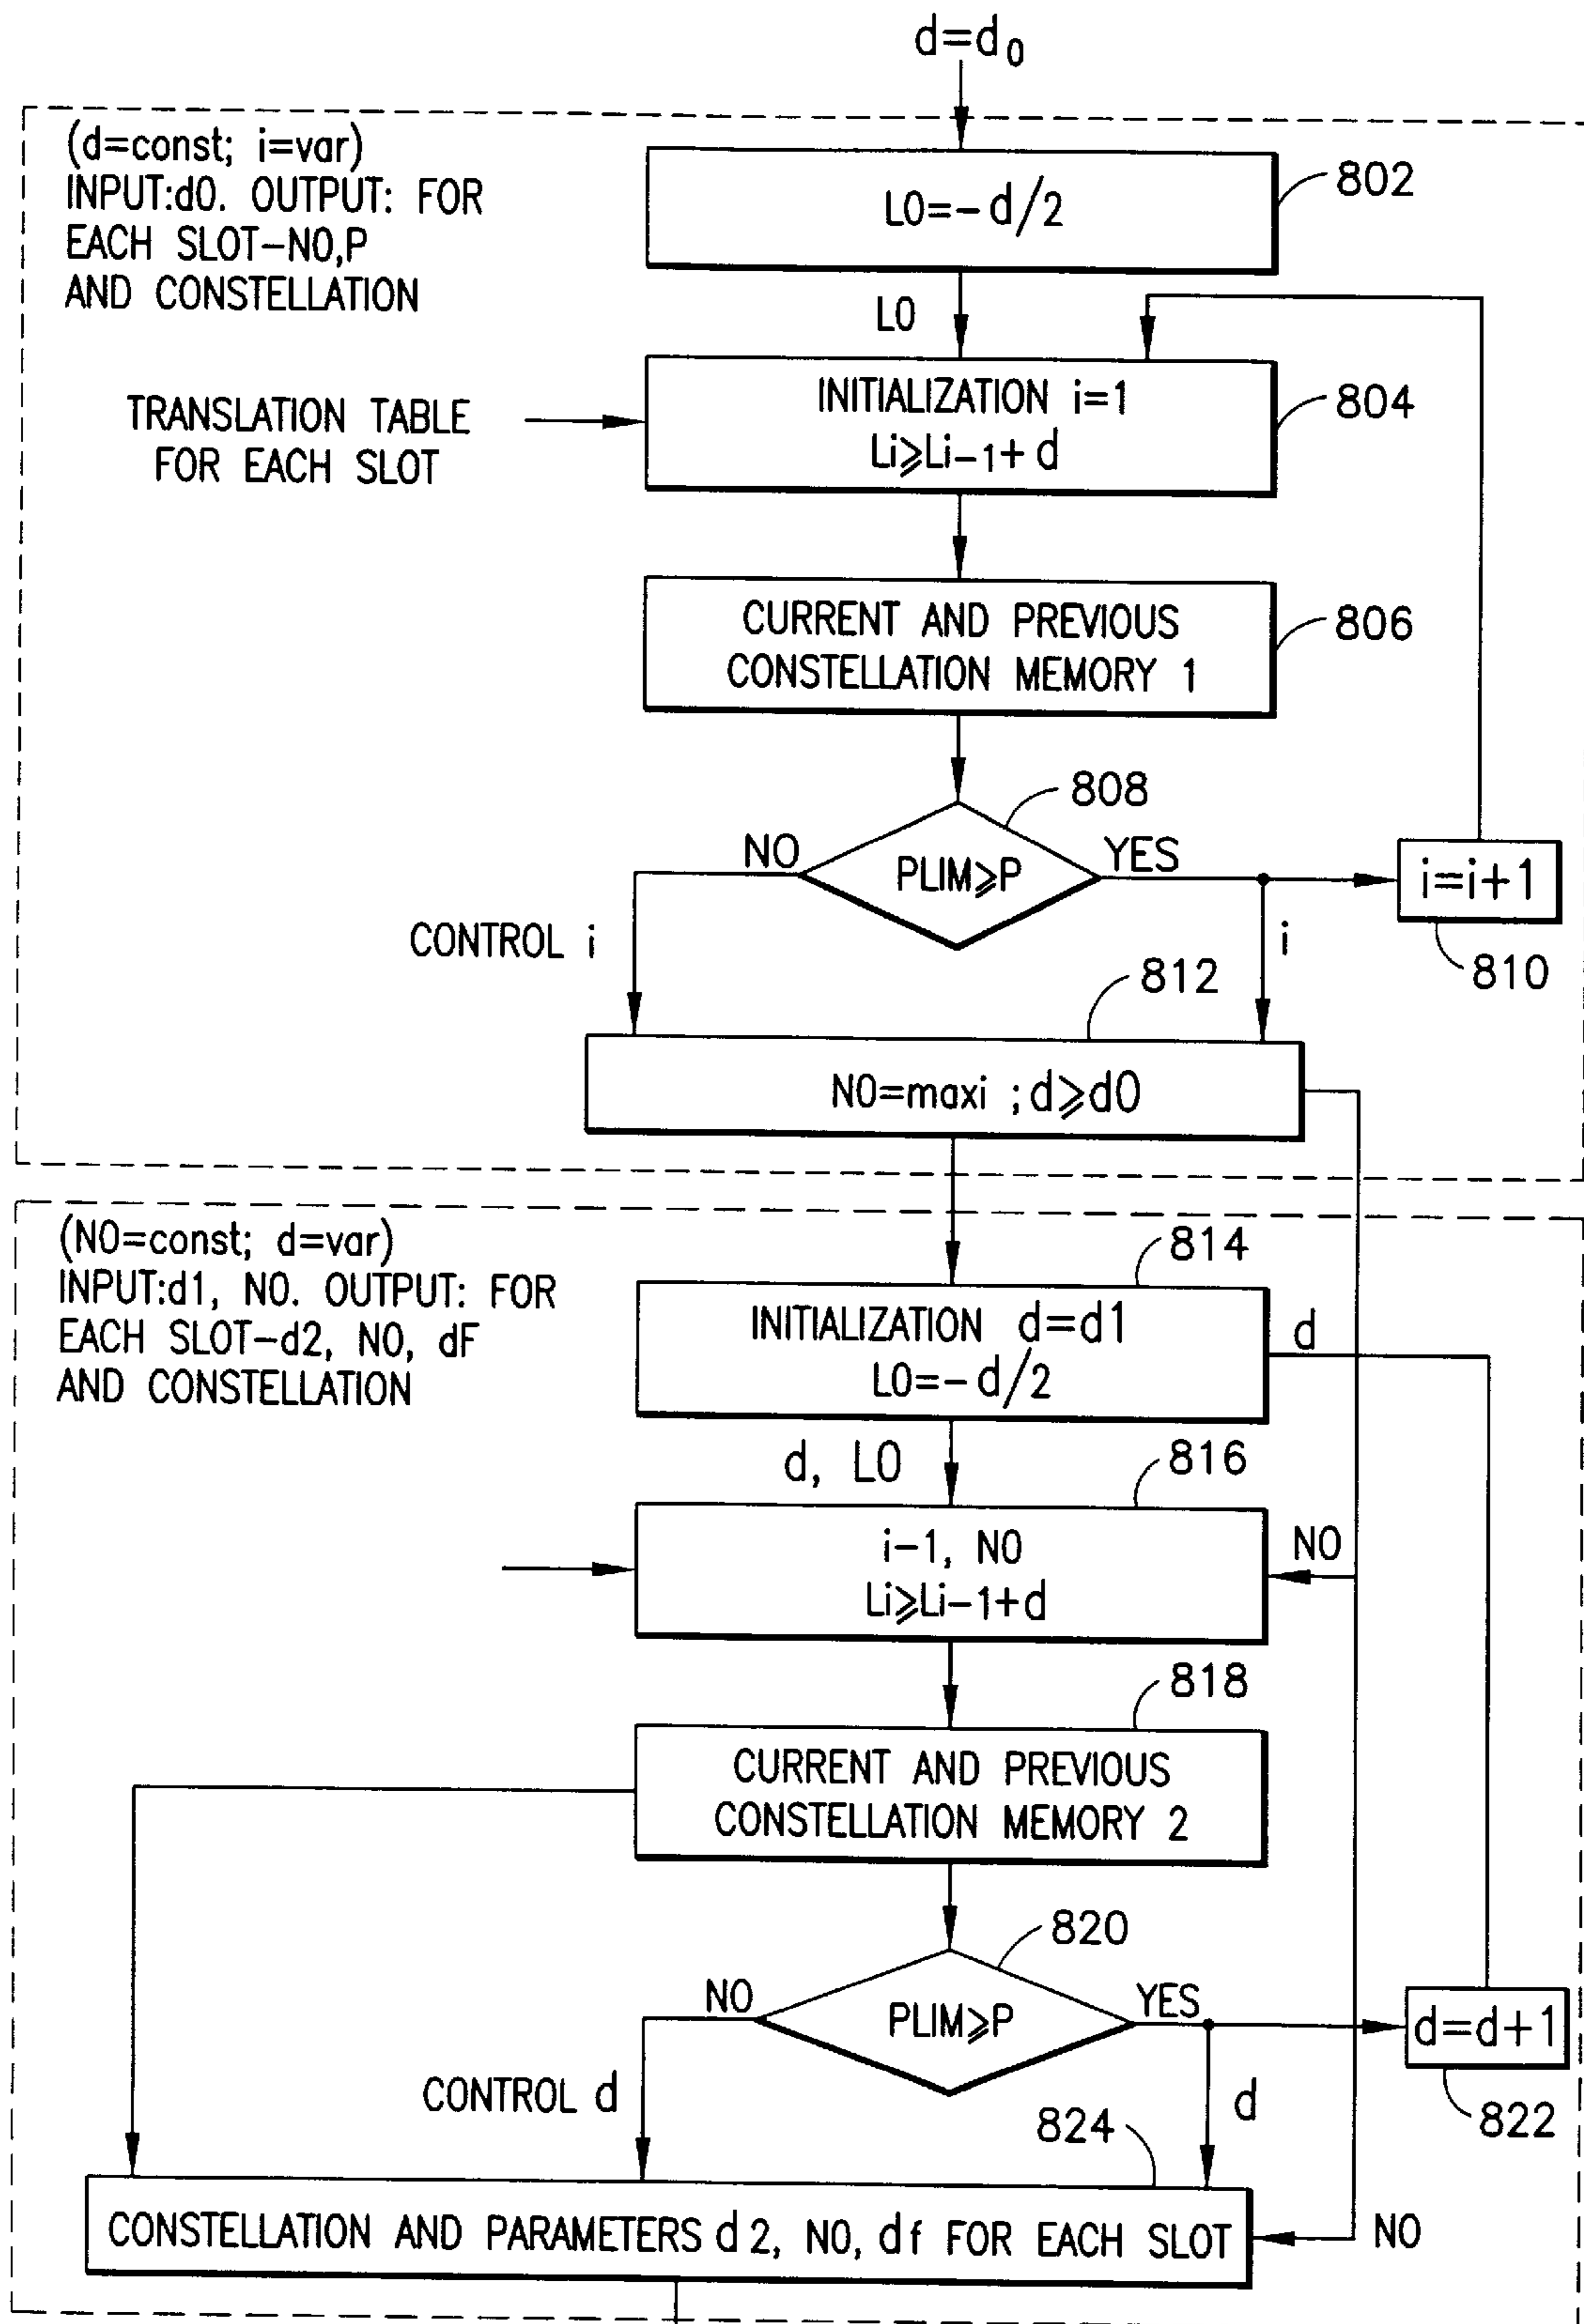 d=d0
(d=const; i=var)
INPUT:d0. OUTPUT: FOR
EACH SLOT-N0,P
AND CONSTELLATION
L0=-d/2
802
L0
TRANSLATION TABLE
FOR EACH SLOT
INITIALIZATION i=1
Li⩾Li-1+d
804
CURRENT AND PREVIOUS
CONSTELLATION MEMORY 1
806
808
NO
PLIM⩾P
YES
i=i+1
810
CONTROL i
i
812
N0=maxi ;d⩾d0
(N0=const; d=var)
INPUT:d1, N0. OUTPUT: FOR
EACH SLOT-d2, N0, dF
AND CONSTELLATION
814
INITIALIZATION d=d1
L0=-d/2
d
d, L0
816
i-1, N0
Li⩾Li-1+d
N0
818
CURRENT AND PREVIOUS
CONSTELLATION MEMORY 2
820
NO
PLIM⩾P
YES
d=d+1
822
CONTROL d
d
824
CONSTELLATION AND PARAMETERS d2, N0, df FOR EACH SLOT
N0